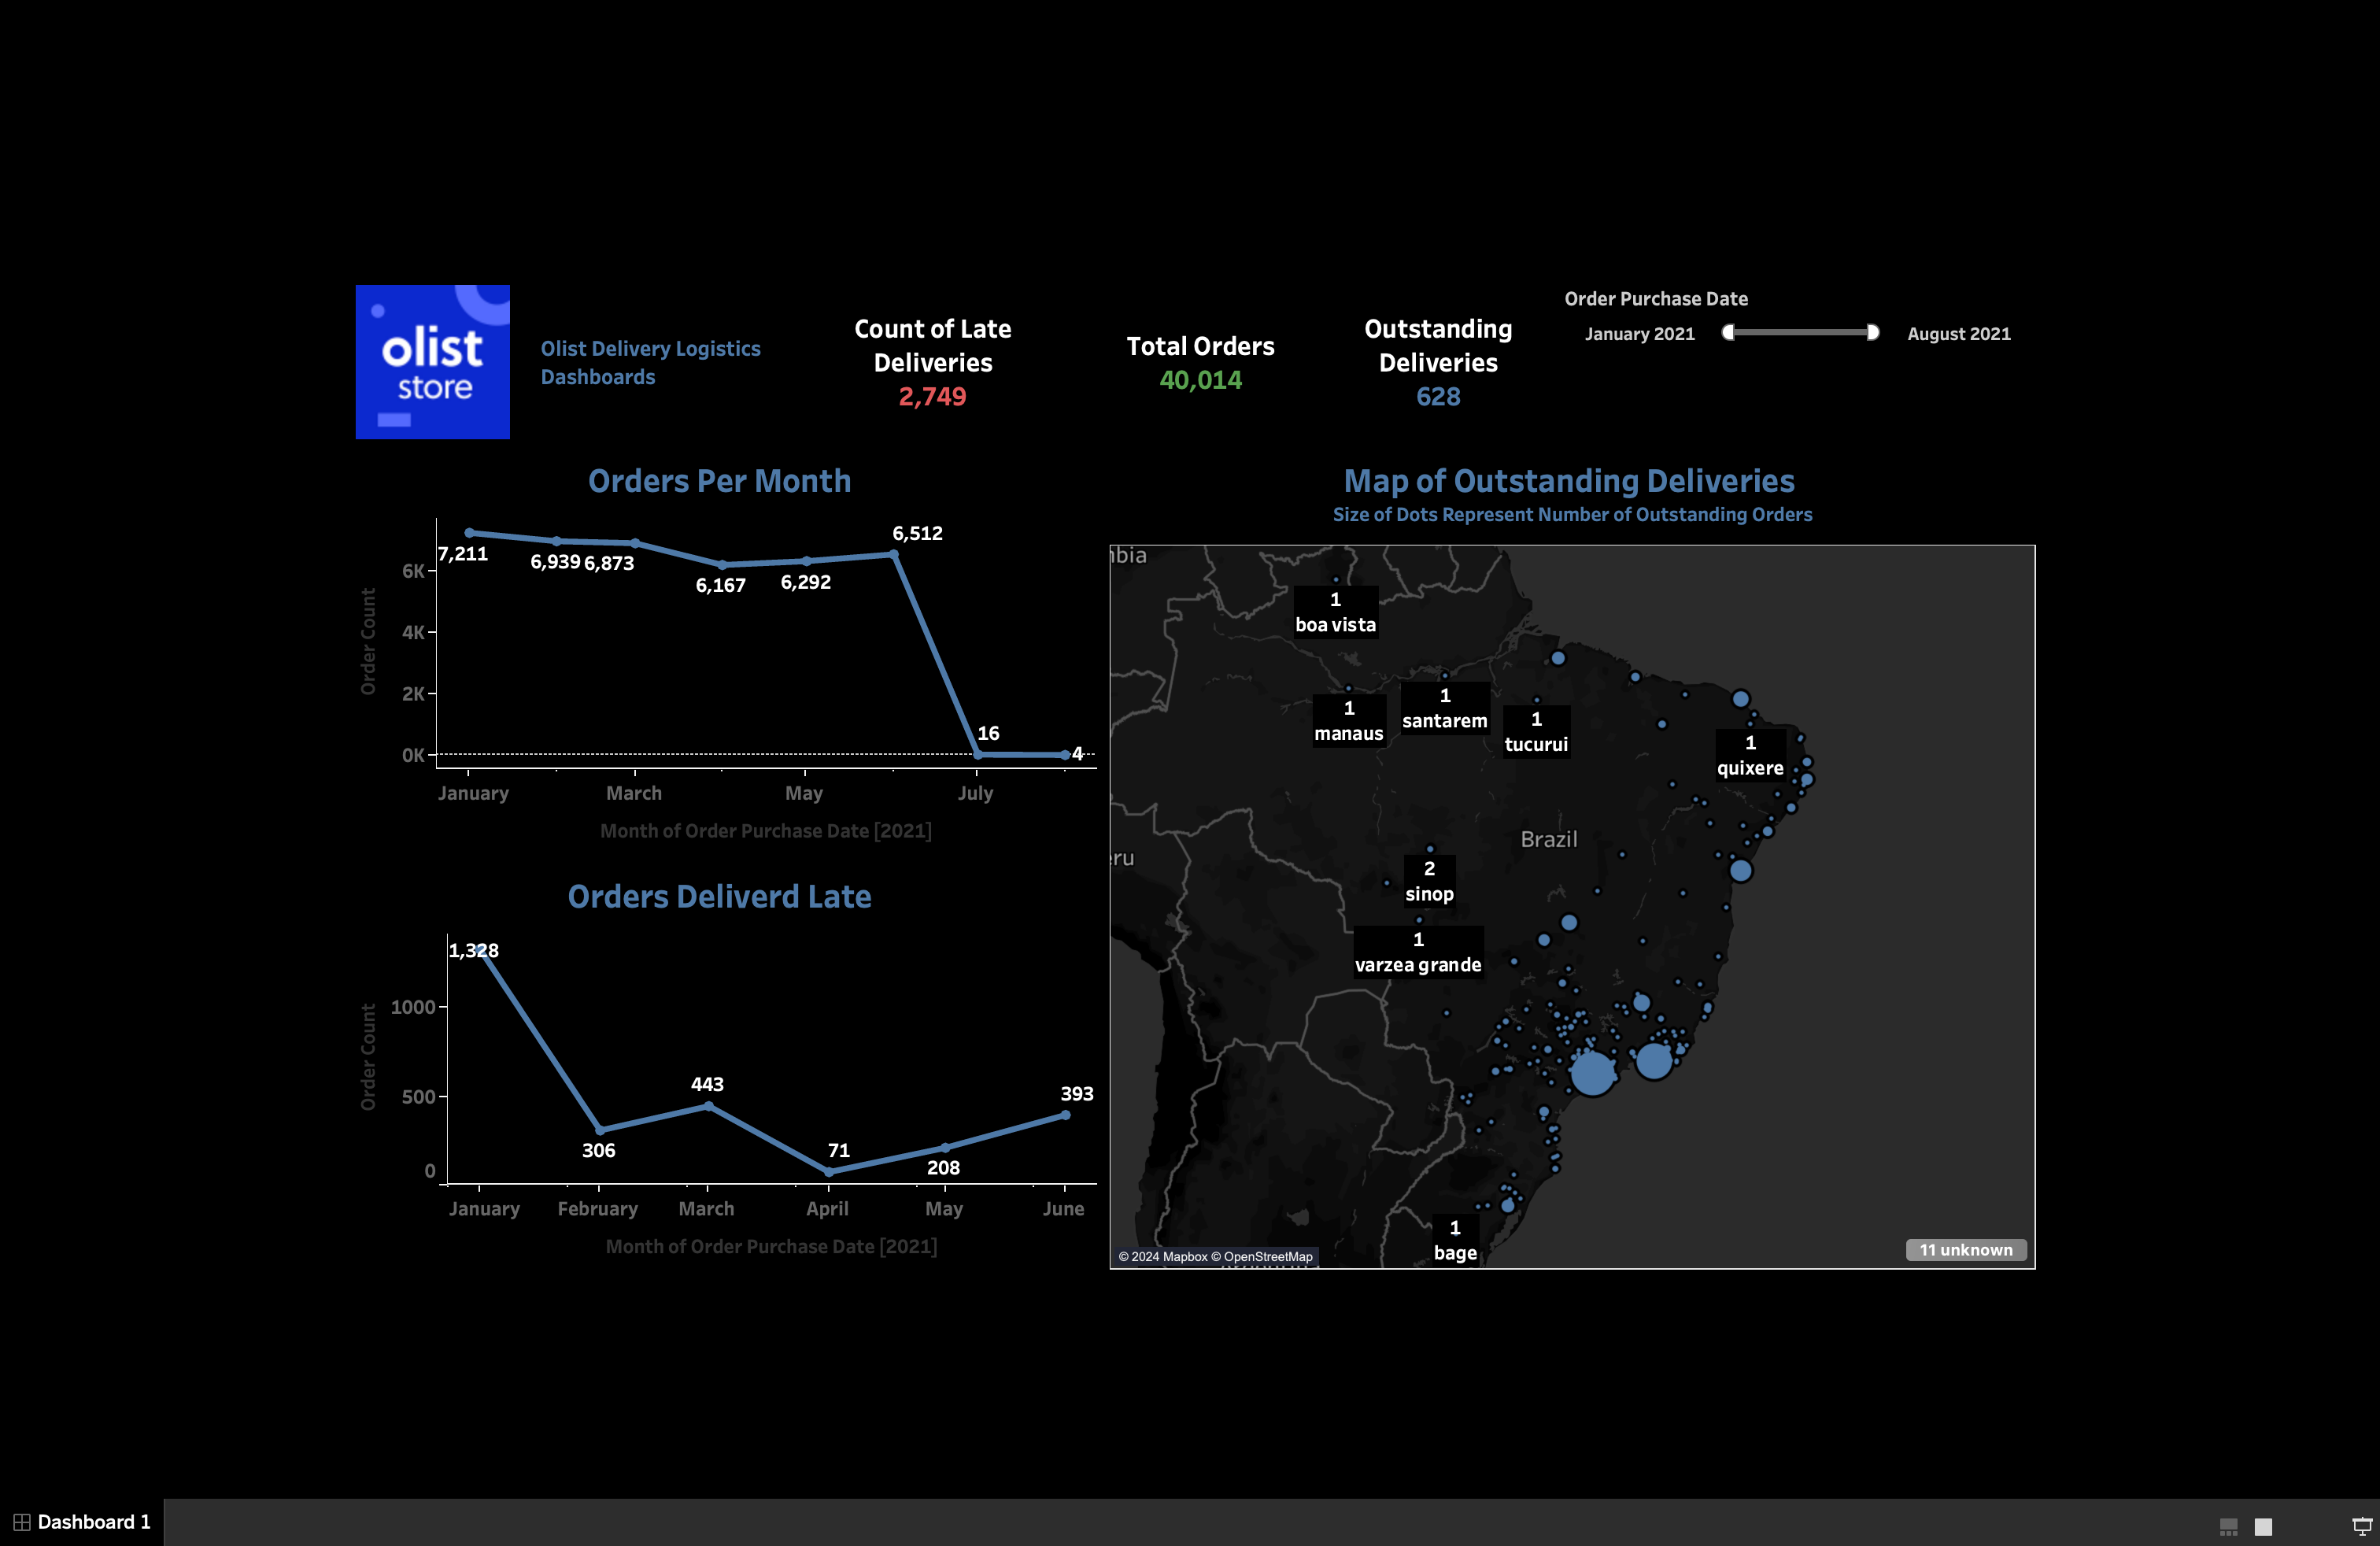 olist
store
Olist Delivery Logistics
Dashboards
Count of Late
Deliveries
2,749
Total Orders
40,014
Outstanding
Deliveries
628
Order Purchase Date
January 2021
August 2021
Orders Per Month
Order Count
6K
4K
2K
0K
7,211
6,939
6,873
6,167
6,292
6,512
16
4
January
March
May
July
Month of Order Purchase Date [2021]
Orders Deliverd Late
Order Count
1000
500
0
1,328
306
443
71
208
393
January
February
March
April
May
June
Month of Order Purchase Date [2021]
Map of Outstanding Deliveries
Size of Dots Represent Number of Outstanding Orders
bia
1
boa vista
1
manaus
1
santarem
1
tucurui
1
quixere
Brazil
eru
2
sinop
1
varzea grande
1
bage
© 2024 Mapbox © OpenStreetMap
11 unknown
Dashboard 1